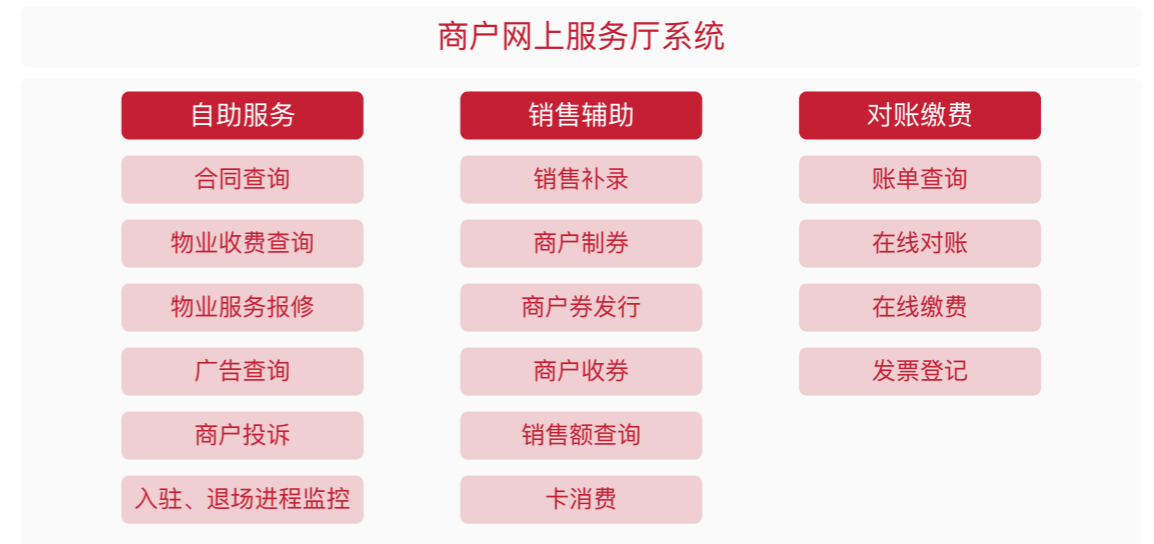 商户网上服务厅系统
自助服务
合同查询
物业收费查询
物业服务报修
广告查询
商户投诉
入驻、退场进程监控
销售辅助
销售补录
商户制券
商户券发行
商户收券
销售额查询
卡消费
对账缴费
账单查询
在线对账
在线缴费
发票登记